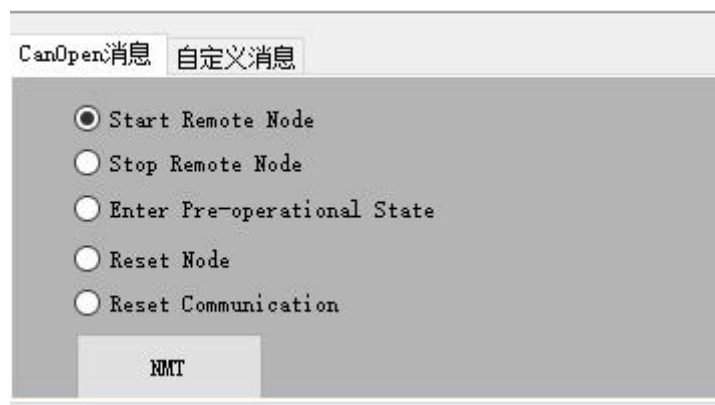 CanOpen消息 自定义消息
Start Remote Node
Stop Remote Node
Enter Pre-operational State
Reset Node
Reset Communication
NMT